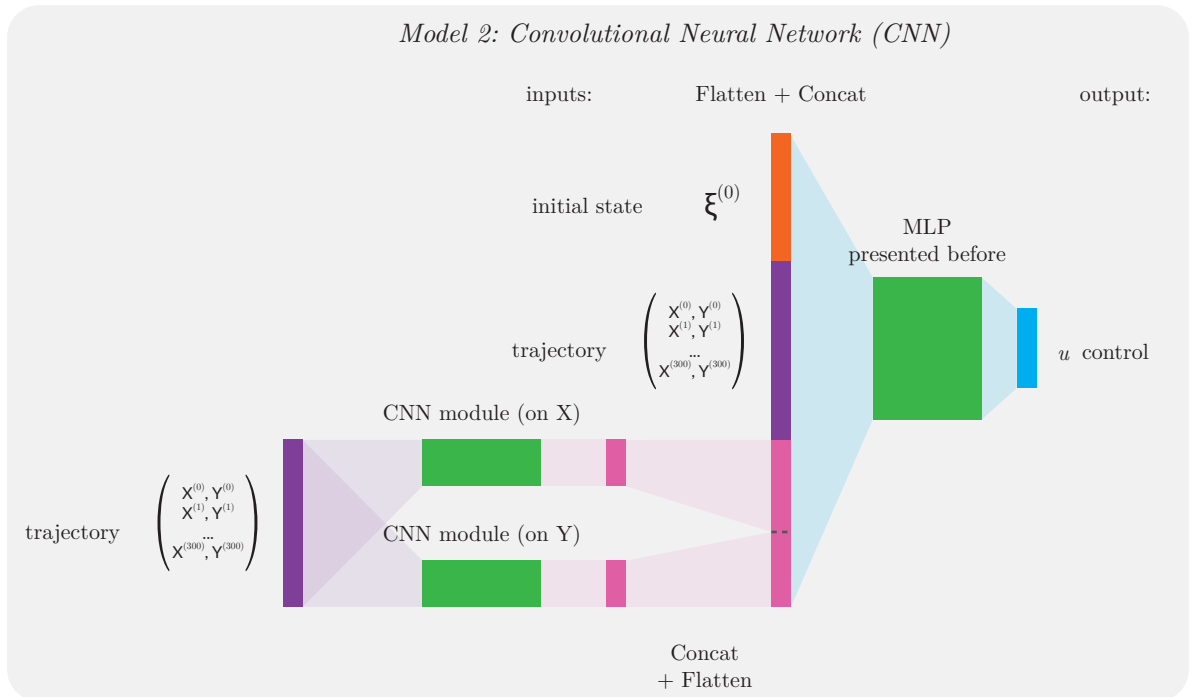 Model 2: Convolutional Neural Network (CNN)
inputs: Flatten + Concat output:
initial state ξ^(0)
MLP
presented before
trajectory
X^(0), Y^(0)
X^(1), Y^(1)
...
X^(300), Y^(300)
u control
CNN module (on X)
trajectory
X^(0), Y^(0)
X^(1), Y^(1)
...
X^(300), Y^(300)
CNN module (on Y)
Concat
+ Flatten